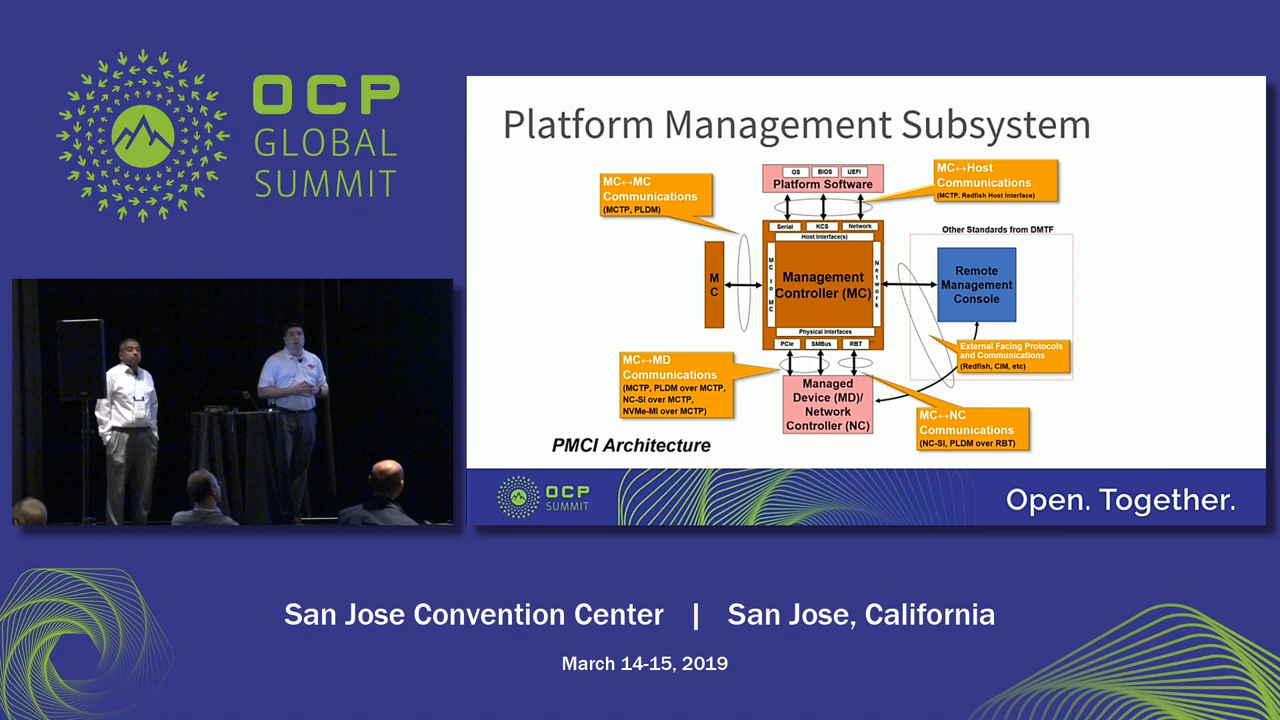 OCP
GLOBAL
SUMMIT
Platform Management Subsystem
MC↔MC
Communications
(MCTP, PLDM)
OS BIOS UEFI
Platform Software
MC↔Host
Communications
(MCTP, Redfish Host Interface)
Serial KCS Network
Host Interface(s)
MC
MC to MC
Management
Controller (MC)
Network
Other Standards from DMTF
Remote
Management
Console
Physical Interfaces
PCIe SMBus RBT
MC↔MD
Communications
(MCTP, PLDM over MCTP,
NC-SI over MCTP,
NVMe-MI over MCTP)
External Facing Protocols
and Communications
(Redfish, CIM, etc)
Managed
Device (MD)/
Network
Controller (NC)
MC↔NC
Communications
(NC-SI, PLDM over RBT)
PMCI Architecture
OCP
SUMMIT
Open. Together.
San Jose Convention Center | San Jose, California
March 14-15, 2019